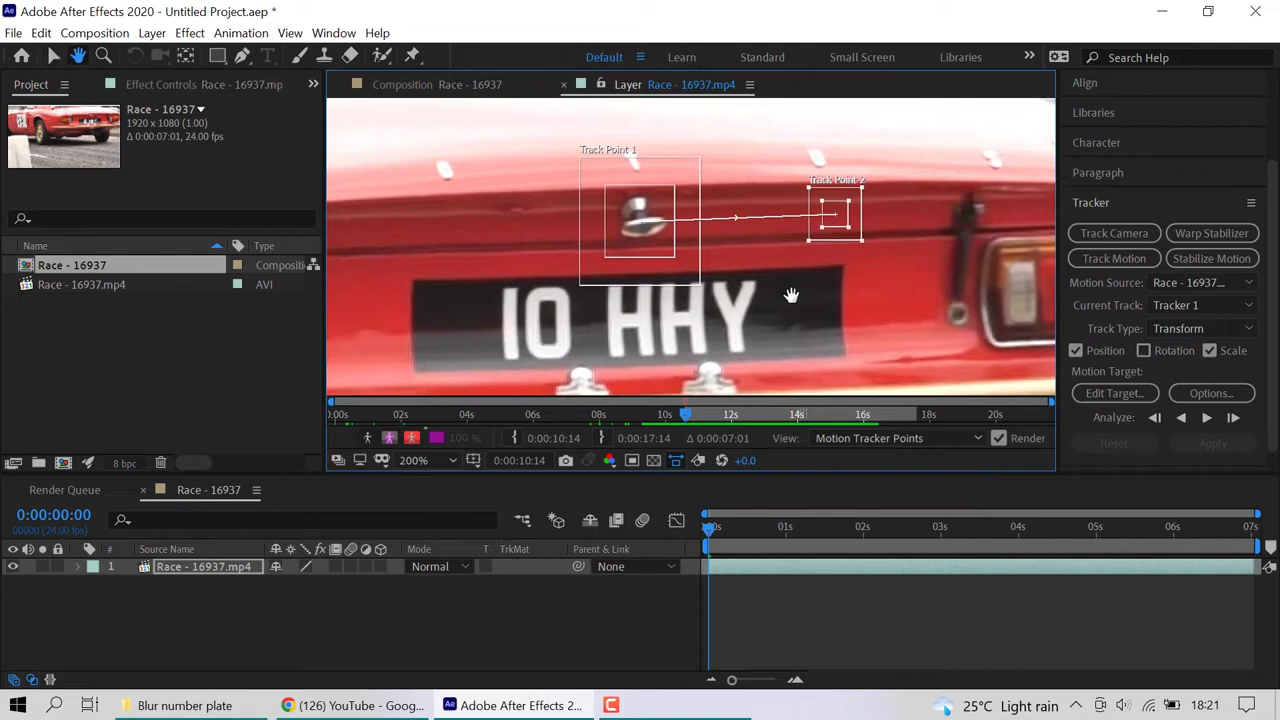 Adobe After Effects 2020 - Untitled Project.aep *
File Edit Composition Layer Effect Animation View Window Help
Default Learn Standard Small Screen Libraries Search Help
Project Effect Controls Race - 16937.mp
Composition Race - 16937 Layer Race - 16937.mp4
Race - 16937
1920 x 1080 (1.00)
Δ 0:00:07:01, 24.00 fps
Name Type
Race - 16937 Compositi
Race - 16937.mp4 AVI
8 bpc
Track Point 1
Track Point 2
10 HHY
0:00s 02s 04s 06s 08s 10s 12s 14s 16s 18s 20s
100 % 0:00:10:14 0:00:17:14 Δ 0:00:07:01 View: Motion Tracker Points Render
200% 0:00:10:14 +0.0
Align
Libraries
Character
Paragraph
Tracker
Track Camera Warp Stabilizer
Track Motion Stabilize Motion
Motion Source: Race - 16937...
Current Track: Tracker 1
Track Type: Transform
Position Rotation Scale
Motion Target:
Edit Target... Options...
Analyze:
Reset Apply
Render Queue Race - 16937
0:00:00:00
00000 (24.00 fps)
# Source Name Mode T TrkMat Parent & Link
1 Race - 16937.mp4 Normal None
:00s 01s 02s 03s 04s 05s 06s 07s
Blur number plate (126) YouTube - Goog... Adobe After Effects 2... 25°C Light rain 18:21